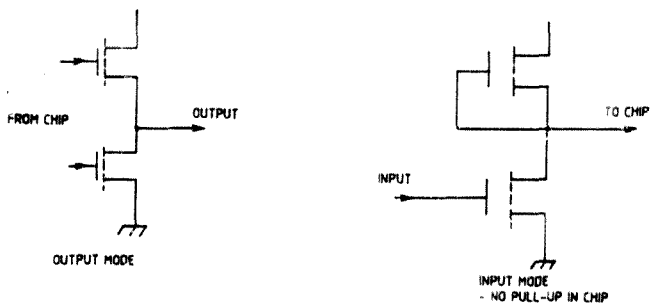 FROM CHIP
OUTPUT
OUTPUT MODE
TO CHIP
INPUT
INPUT MODE
- NO PULL-UP IN CHIP